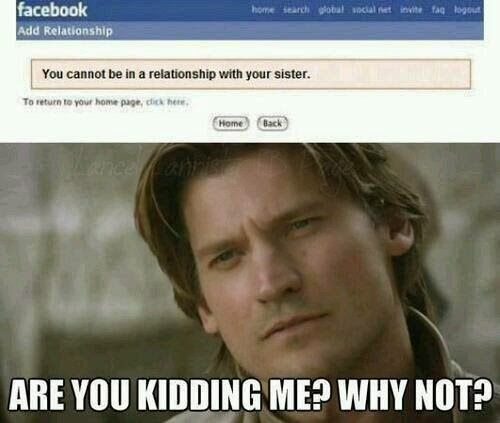 facebook
home search global social net invite faq logout
Add Relationship
You cannot be in a relationship with your sister.
To return to your home page, click here.
Home Back
ARE YOU KIDDING ME? WHY NOT?